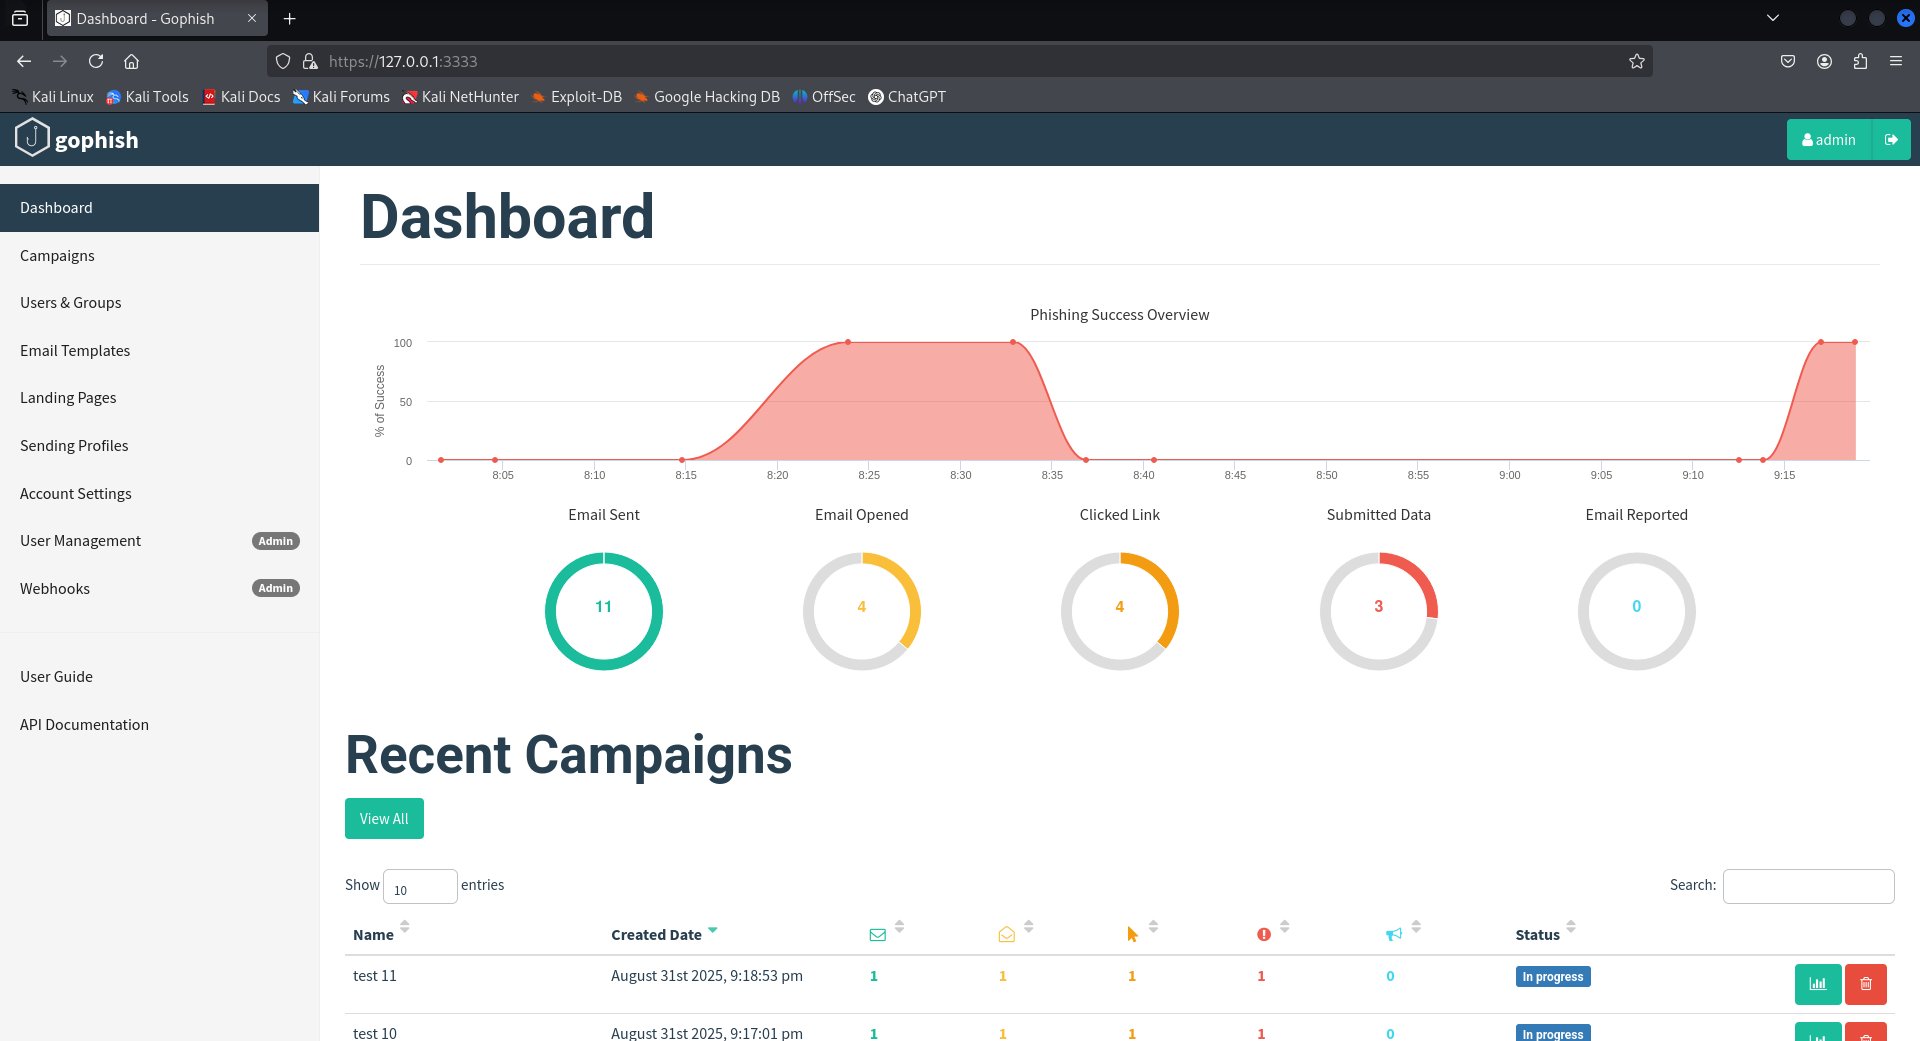 Dashboard - Gophish
https://127.0.0.1:3333
Kali Linux Kali Tools Kali Docs Kali Forums Kali NetHunter Exploit-DB Google Hacking DB OffSec ChatGPT
gophish
admin
Dashboard
Campaigns
Users & Groups
Email Templates
Landing Pages
Sending Profiles
Account Settings
User Management Admin
Webhooks Admin
User Guide
API Documentation
Dashboard
Phishing Success Overview
% of Success
100
50
0
8:05 8:10 8:15 8:20 8:25 8:30 8:35 8:40 8:45 8:50 8:55 9:00 9:05 9:10 9:15
Email Sent Email Opened Clicked Link Submitted Data Email Reported
11 4 4 3 0
Recent Campaigns
View All
Show 10 entries Search:
Name Created Date Status
test 11 August 31st 2025, 9:18:53 pm 1 1 1 1 0 In progress
test 10 August 31st 2025, 9:17:01 pm 1 1 1 1 0 In progress